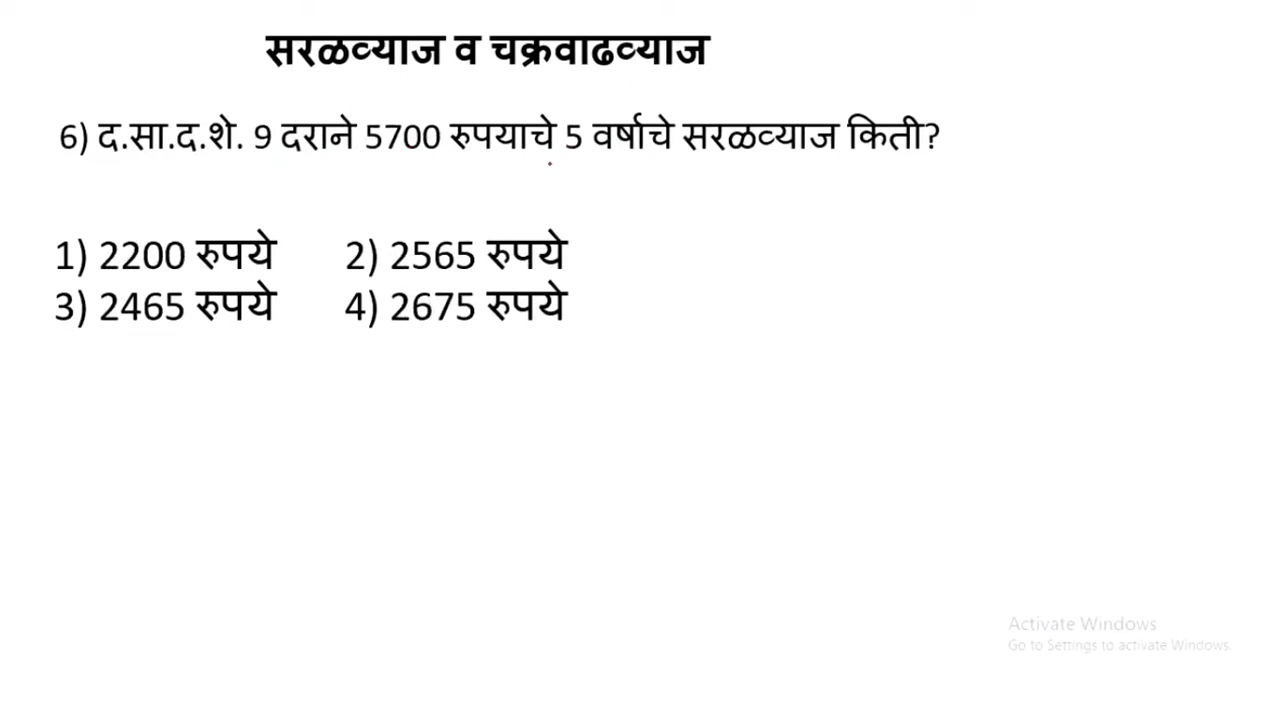 सरळव्याज व चक्रवाढव्याज
6) द.सा.द.शे. 9 दराने 5700 रुपयाचे 5 वर्षाचे सरळव्याज किती?
1) 2200 रुपये 2) 2565 रुपये
3) 2465 रुपये 4) 2675 रुपये
Activate Windows
Go to Settings to activate Windows.